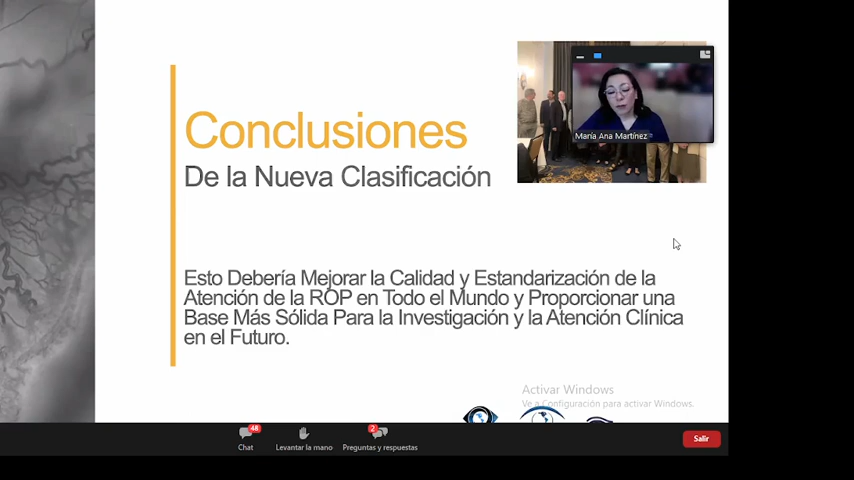 Conclusiones
De la Nueva Clasificación
María Ana Martínez
Esto Debería Mejorar la Calidad y Estandarización de la
Atención de la ROP en Todo el Mundo y Proporcionar una
Base Más Sólida Para la Investigación y la Atención Clínica
en el Futuro.
Activar Windows
Ve a Configuración para activar Windows.
48
2
Chat
Levantar la mano
Preguntas y respuestas
Salir